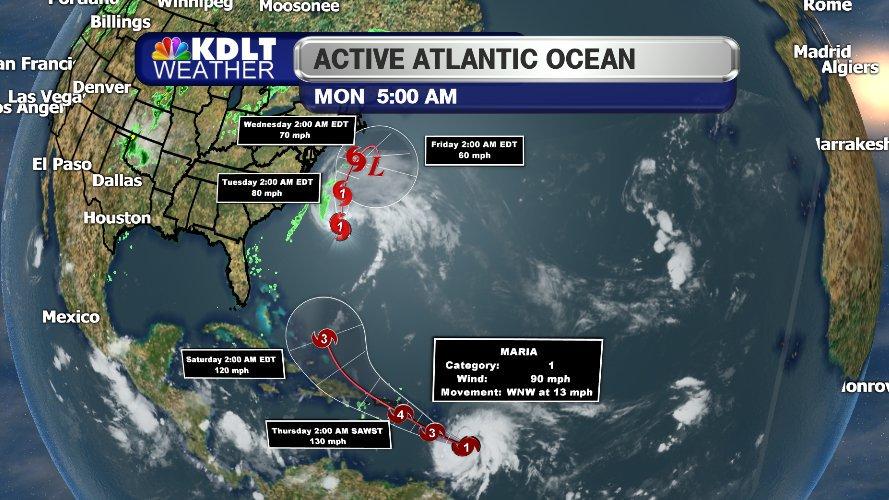 Portland
Winnipeg
Moosonee
Billings
Rome
KDLT
WEATHER
ACTIVE ATLANTIC OCEAN
MON 5:00 AM
an Franci
Denver
Las Vega
os Angel
Madrid
Algiers
Wednesday 2:00 AM EDT
70 mph
Friday 2:00 AM EDT
60 mph
Marrakesh
El Paso
Dallas
Tuesday 2:00 AM EDT
80 mph
L
1
Houston
1
Mexico
3
Saturday 2:00 AM EDT
120 mph
MARIA
Category: 1
Wind: 90 mph
Movement: WNW at 13 mph
onrov
4
3
1
Thursday 2:00 AM SAWST
130 mph